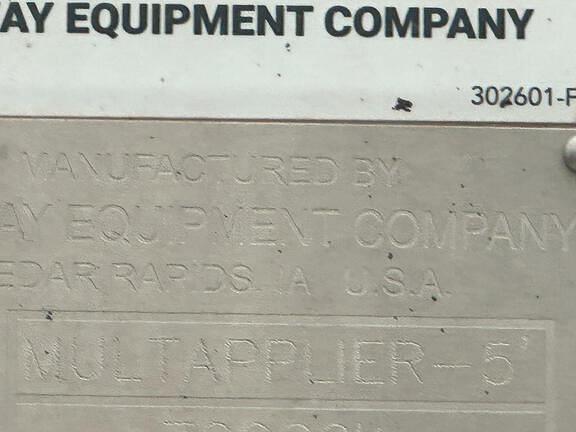 AY EQUIPMENT COMPANY
302601-F
MANUFACTURED BY
AY EQUIPMENT COMPANY
EDAR RAPIDS, IA U.S.A.
MULTAPPLIER-5'